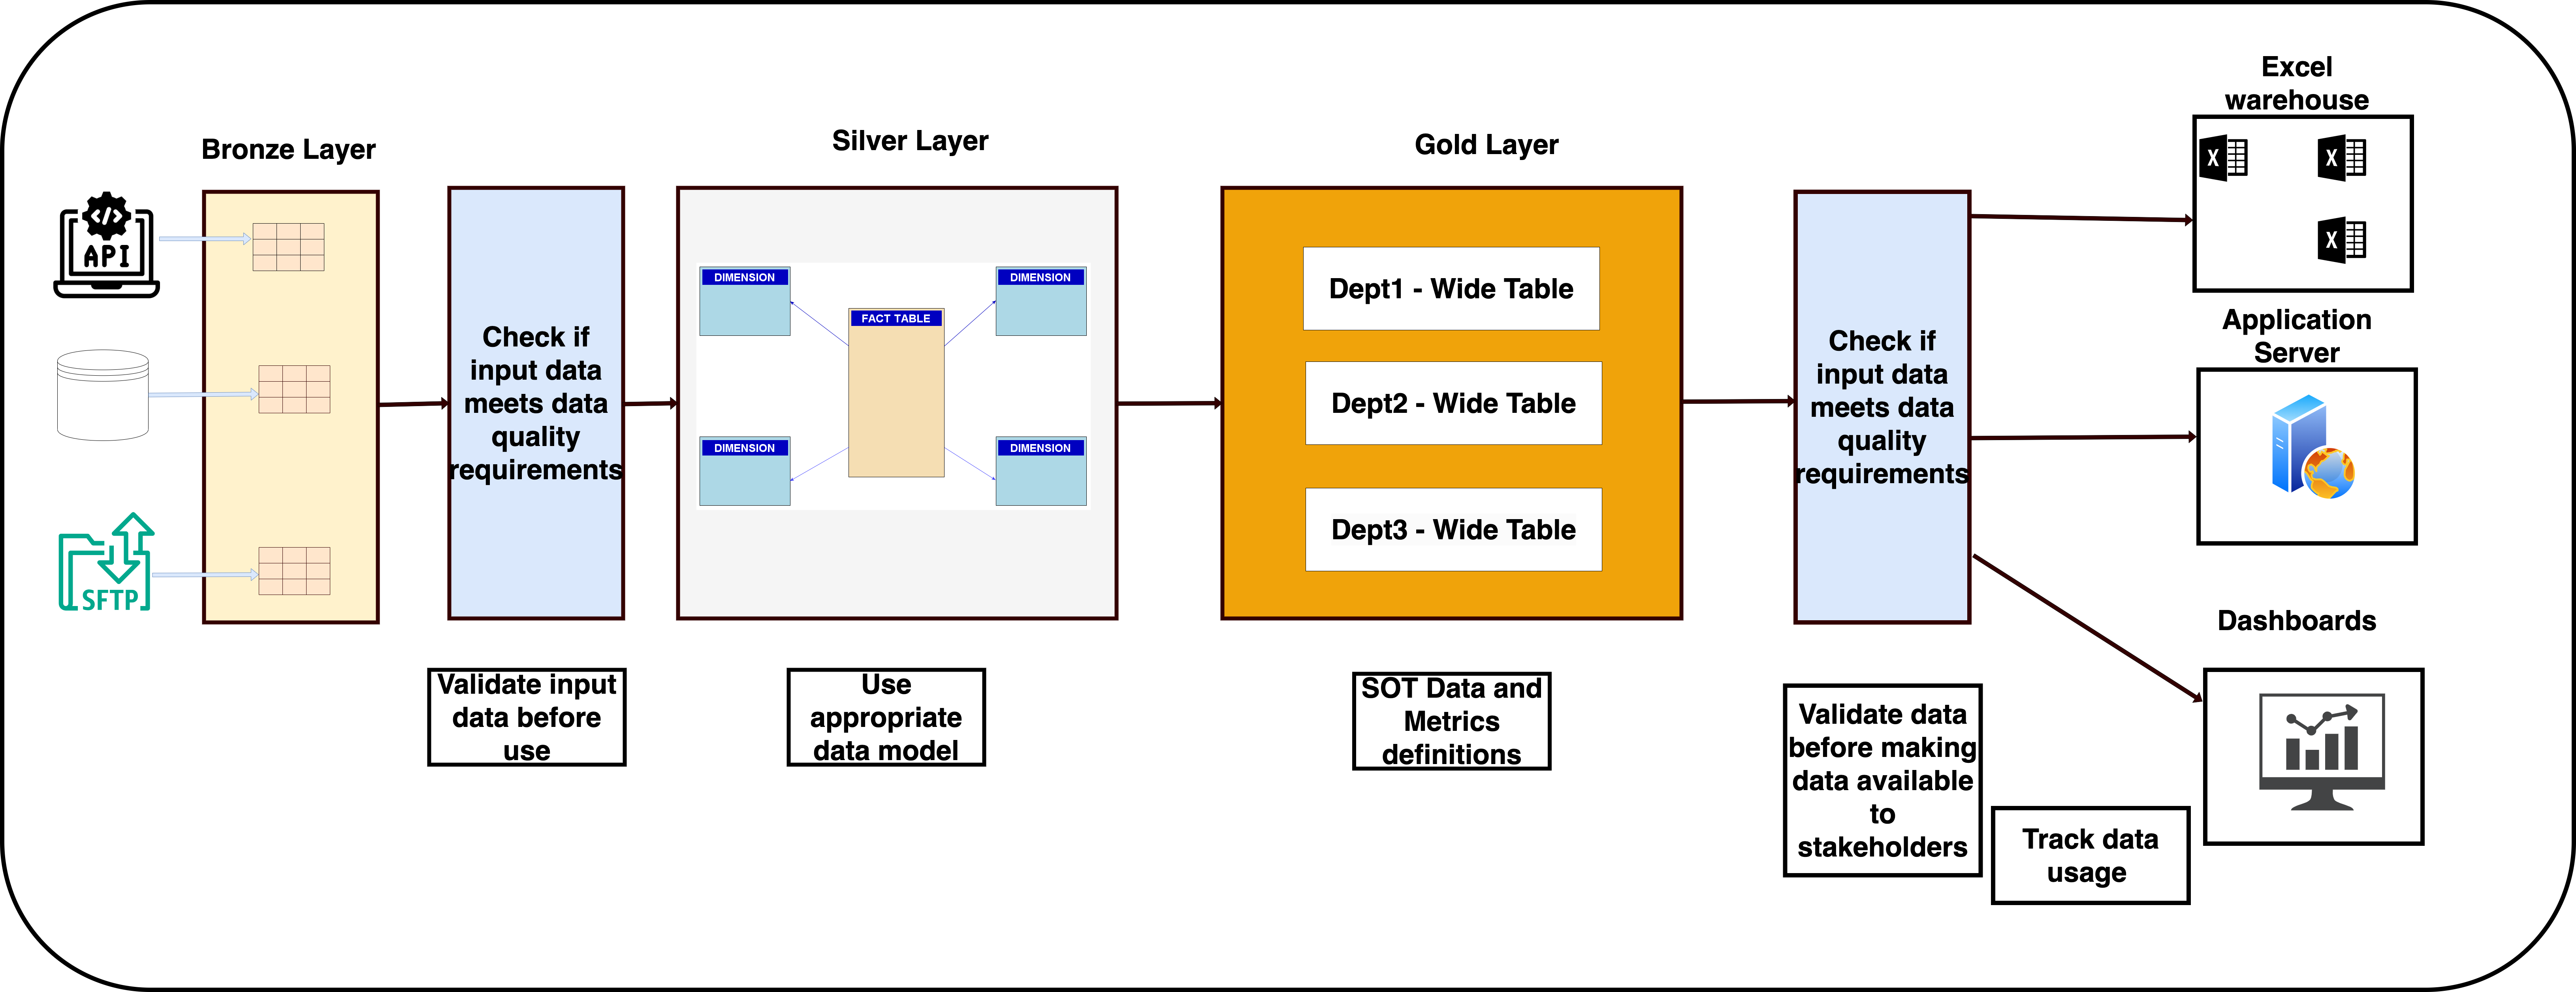 Excel
warehouse
Bronze Layer
Silver Layer
Gold Layer
X
X
X
</>
API
SFTP
Check if
input data
meets data
quality
requirements
DIMENSION
DIMENSION
FACT TABLE
DIMENSION
DIMENSION
Dept1 - Wide Table
Dept2 - Wide Table
Dept3 - Wide Table
Check if
input data
meets data
quality
requirements
Application
Server
Dashboards
Validate input
data before
use
Use
appropriate
data model
SOT Data and
Metrics
definitions
Validate data
before making
data available
to
stakeholders
Track data
usage